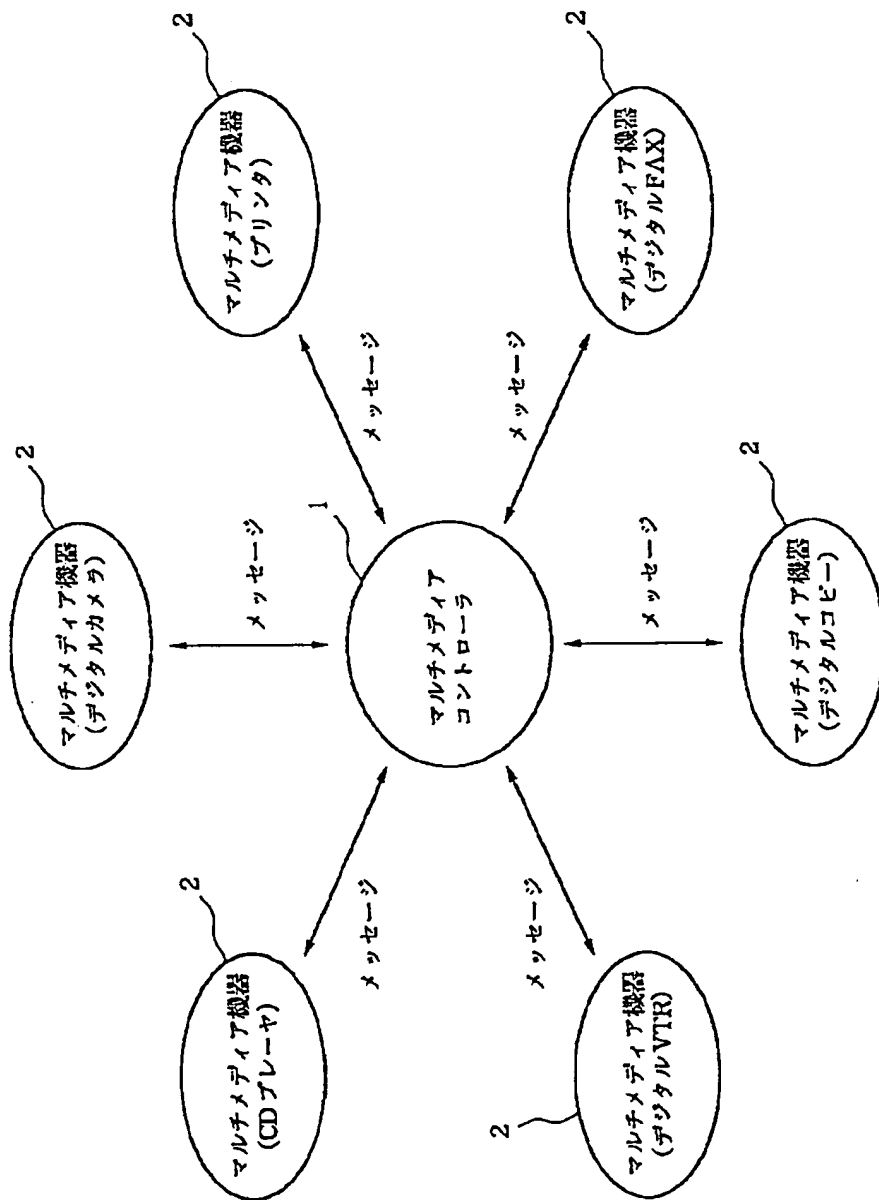 2
マルチメディア機器
(デジタルカメラ)
メッセージ
2
マルチメディア機器
(CDプレーヤ)
メッセージ
2
マルチメディア機器
(プリンタ)
メッセージ
1
マルチメディア
コントローラ
2
マルチメディア機器
(デジタルVTR)
メッセージ
2
マルチメディア機器
(デジタルFAX)
メッセージ
2
マルチメディア機器
(デジタルコピー)
メッセージ